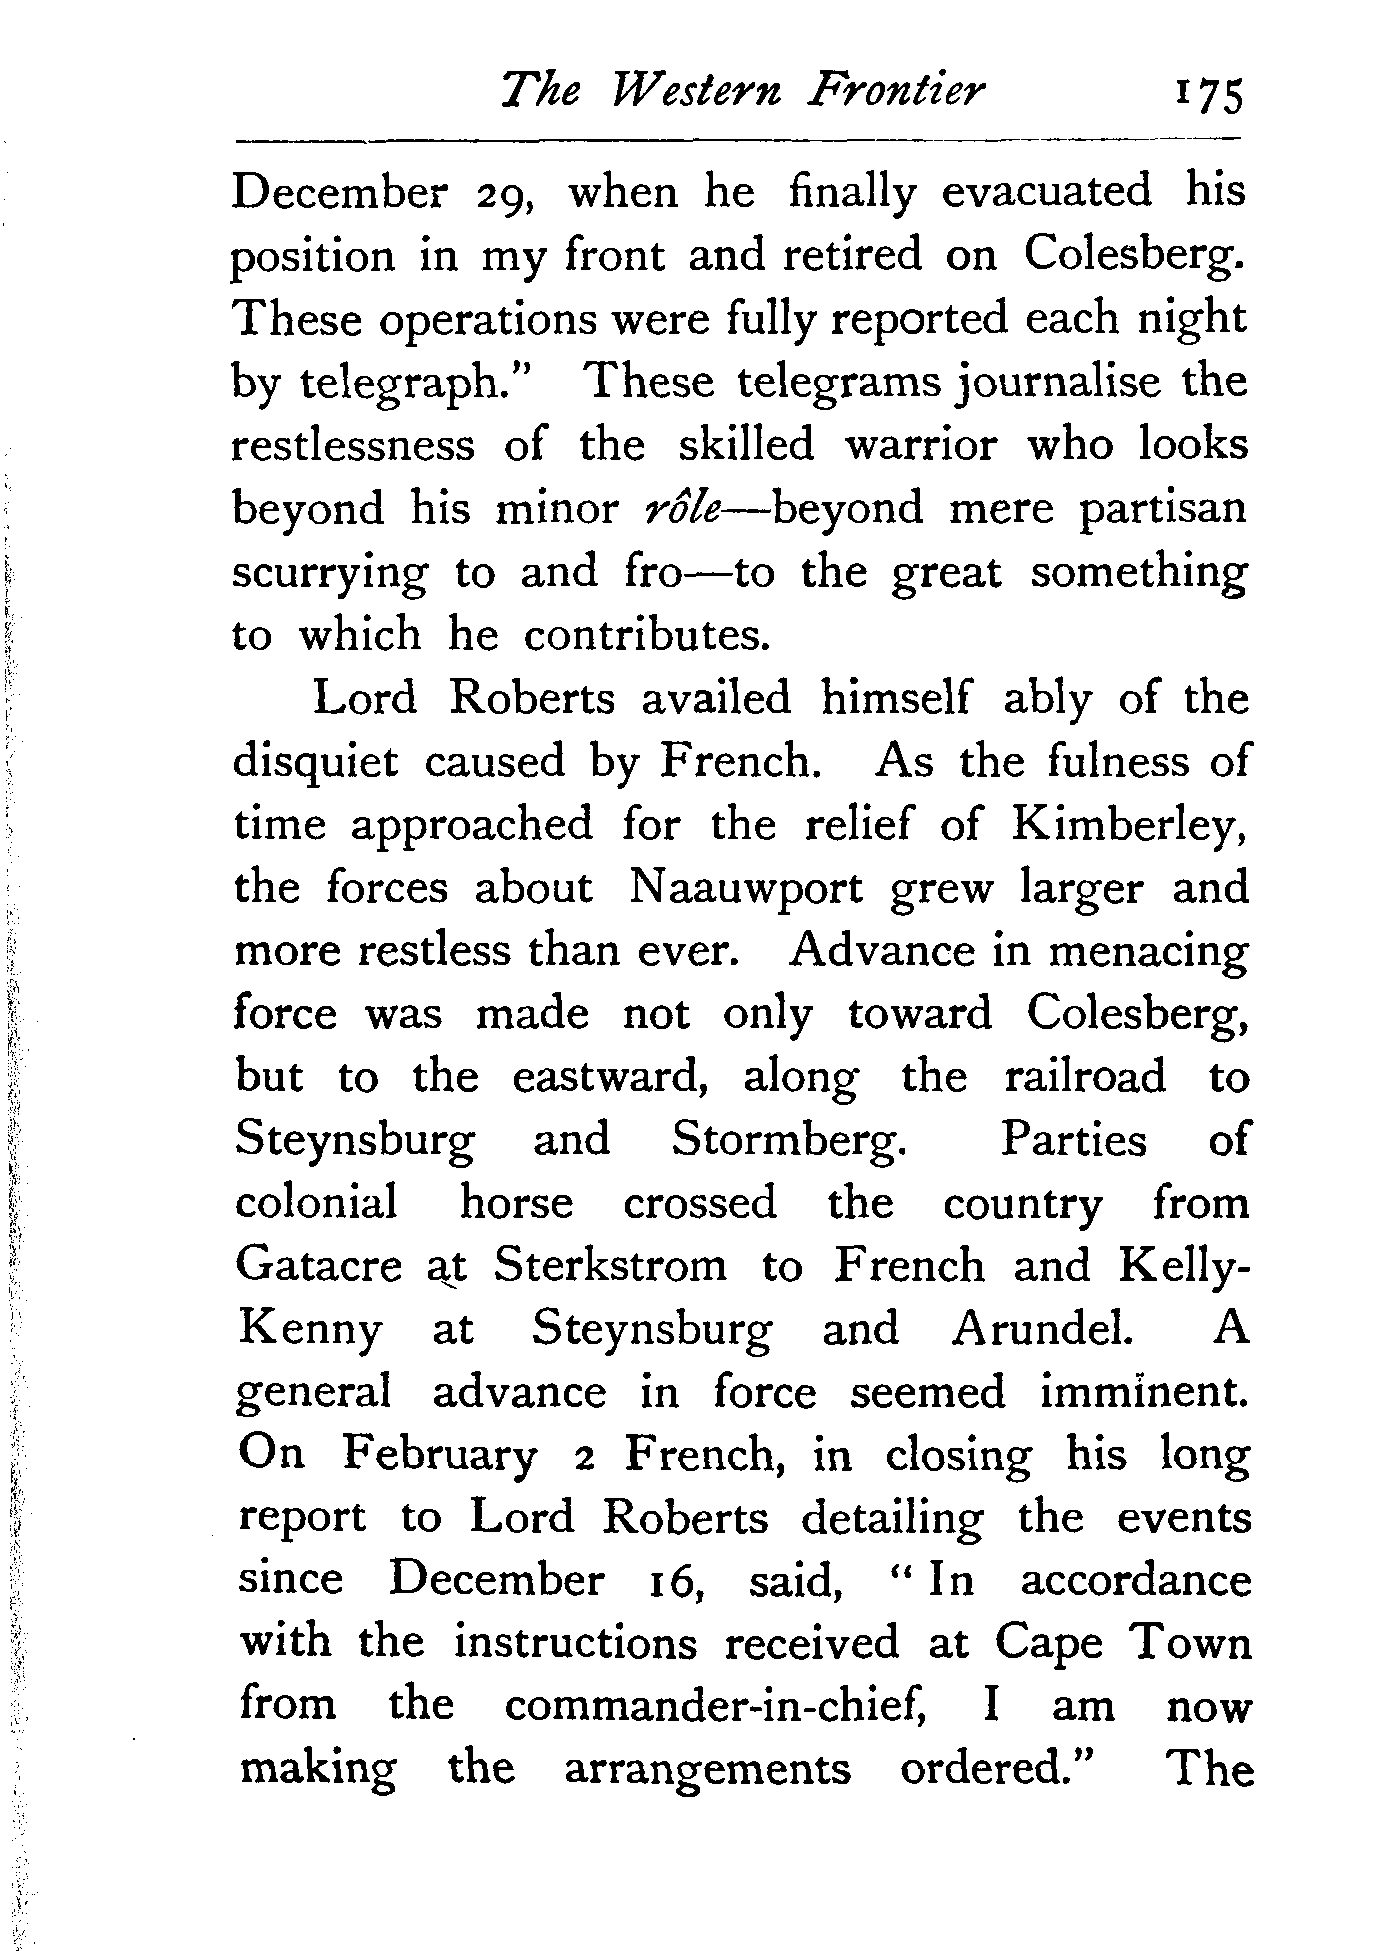 The Western Frontier 175
December 29, when he finally evacuated his
position in my front and retired on Colesberg.
These operations were fully reported each night
by telegraph." These telegrams journalise the
restlessness of the skilled warrior who looks
beyond his minor rôle—beyond mere partisan
scurrying to and fro—to the great something
to which he contributes.
Lord Roberts availed himself ably of the
disquiet caused by French. As the fulness of
time approached for the relief of Kimberley,
the forces about Naauwport grew larger and
more restless than ever. Advance in menacing
force was made not only toward Colesberg,
but to the eastward, along the railroad to
Steynsburg and Stormberg. Parties of
colonial horse crossed the country from
Gatacre at Sterkstrom to French and Kelly-
Kenny at Steynsburg and Arundel. A
general advance in force seemed imminent.
On February 2 French, in closing his long
report to Lord Roberts detailing the events
since December 16, said, "In accordance
with the instructions received at Cape Town
from the commander-in-chief, I am now
making the arrangements ordered." The